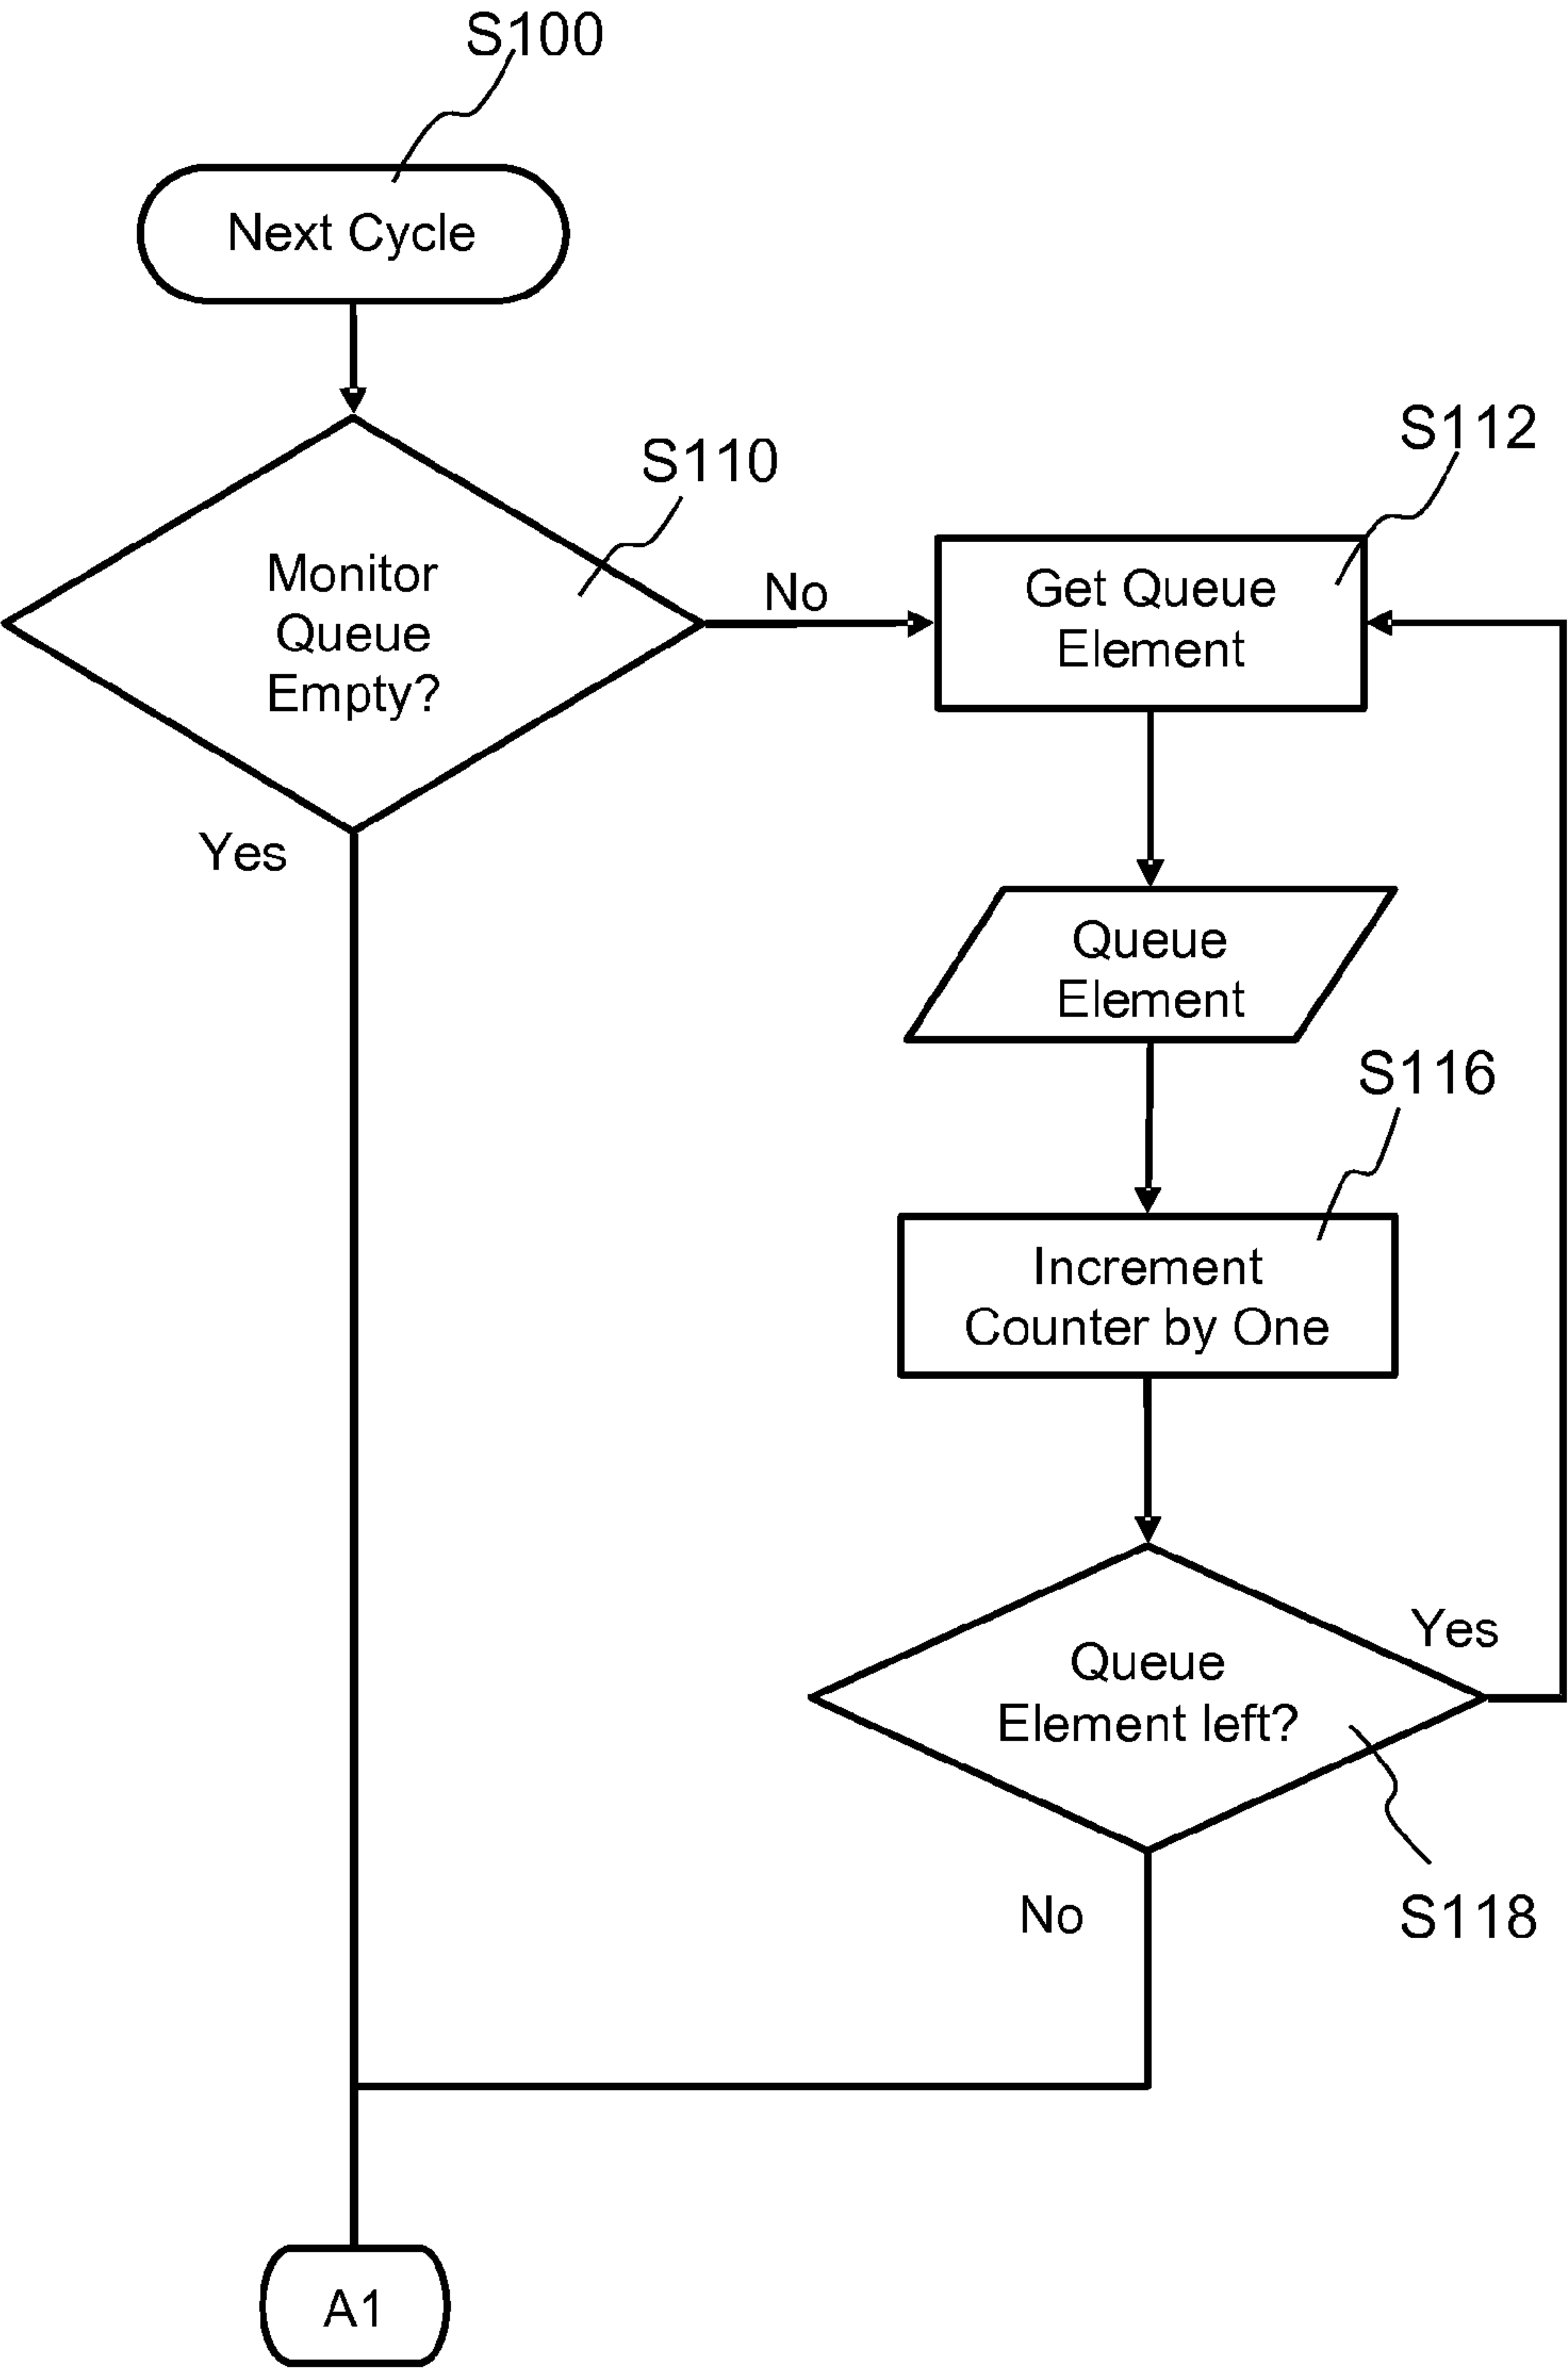 S100
Next Cycle
S110
Monitor
Queue
Empty?
No
Yes
S112
Get Queue
Element
Queue
Element
S116
Increment
Counter by One
Queue
Element left?
Yes
No
S118
A1